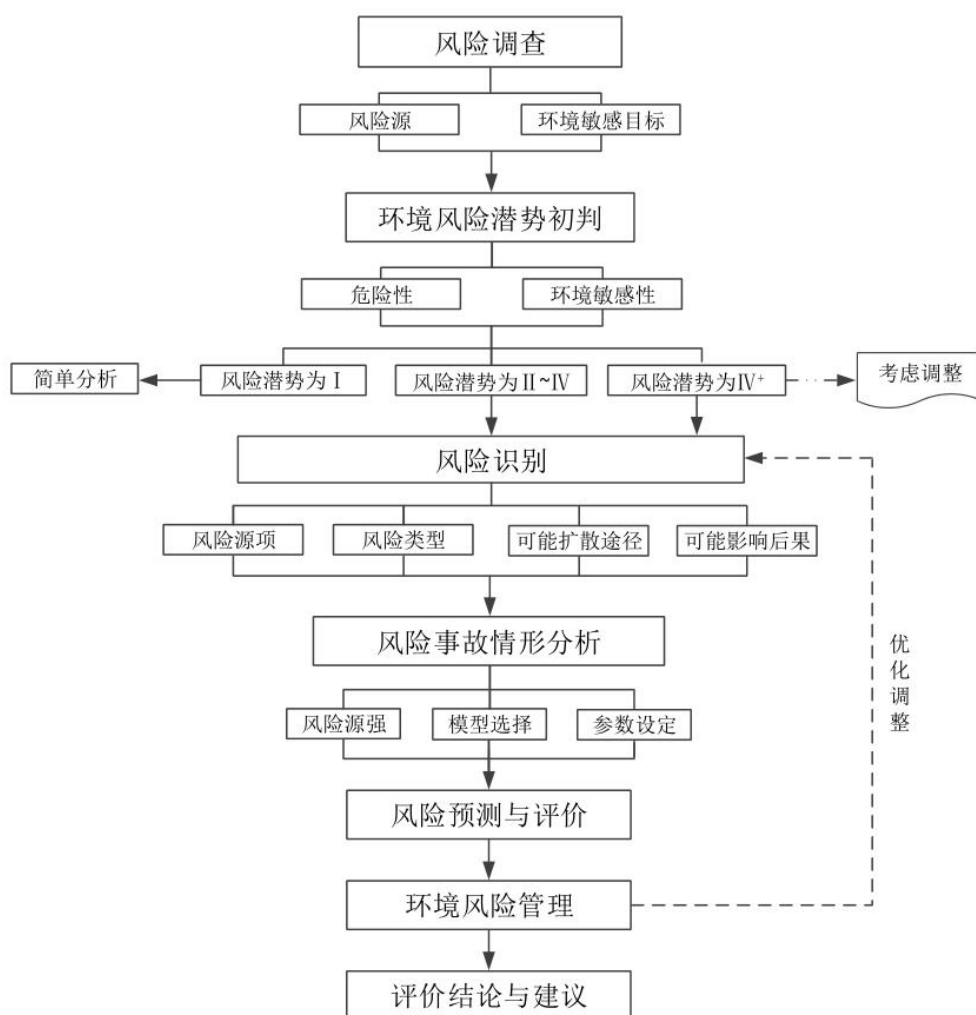 风险调查
风险源
环境敏感目标
环境风险潜势初判
危险性
环境敏感性
简单分析
风险潜势为Ⅰ
风险潜势为Ⅱ~Ⅳ
风险潜势为Ⅳ⁺
考虑调整
风险识别
风险源项
风险类型
可能扩散途径
可能影响后果
风险事故情形分析
优化调整
风险源强
模型选择
参数设定
风险预测与评价
环境风险管理
评价结论与建议